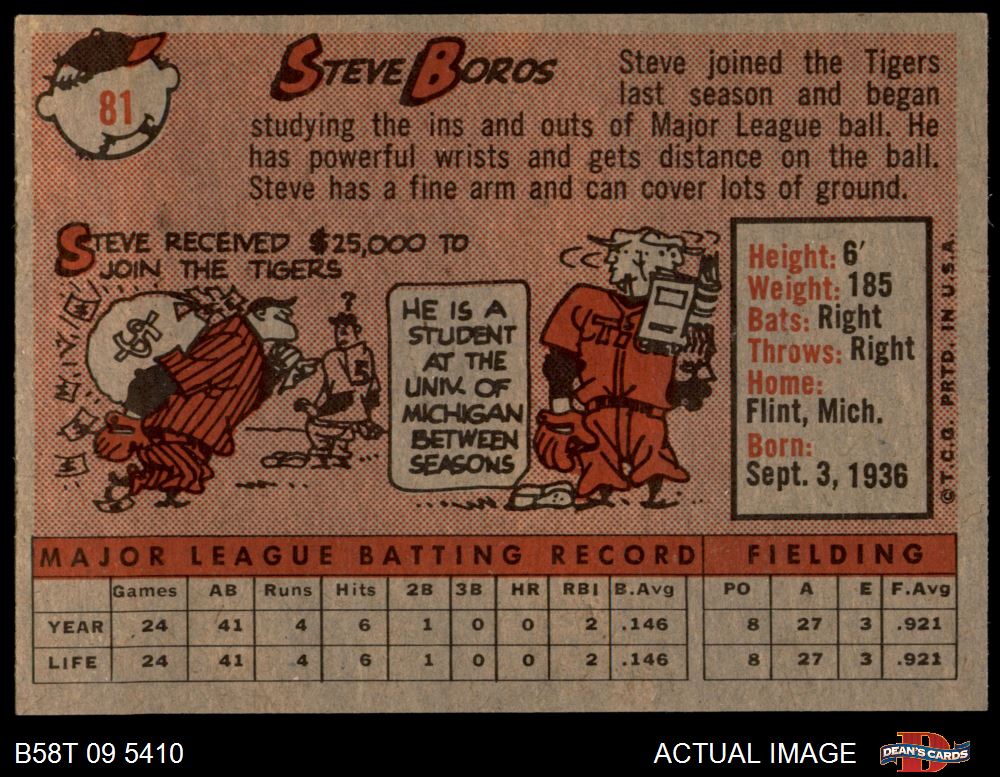 81
STEVE BOROS
Steve joined the Tigers
last season and began
studying the ins and outs of Major League ball. He
has powerful wrists and gets distance on the ball.
Steve has a fine arm and can cover lots of ground.
STEVE RECEIVED $25,000 TO
JOIN THE TIGERS
$
?
HE IS A
STUDENT
AT THE
UNIV. OF
MICHIGAN
BETWEEN
SEASONS
Height: 6'
Weight: 185
Bats: Right
Throws: Right
Home:
Flint, Mich.
Born:
Sept. 3, 1936
©T.C.G. PRTD. IN U.S.A.
MAJOR LEAGUE BATTING RECORD FIELDING
Games AB Runs Hits 2B 3B HR RBI B.Avg PO A E F.Avg
YEAR 24 41 4 6 1 0 0 2 .146 8 27 3 .921
LIFE 24 41 4 6 1 0 0 2 .146 8 27 3 .921
B58T 09 5410 ACTUAL IMAGE DEAN'S CARDS